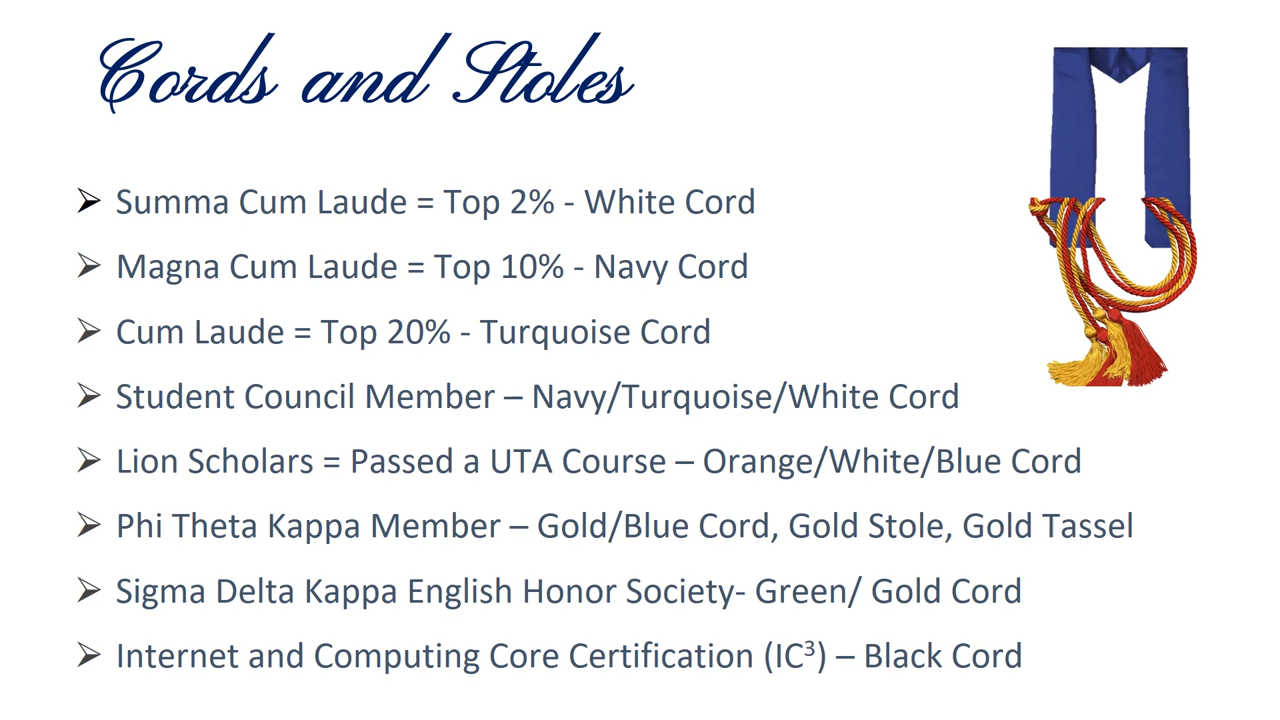 Cords and Stoles
➢ Summa Cum Laude = Top 2% - White Cord
➢ Magna Cum Laude = Top 10% - Navy Cord
➢ Cum Laude = Top 20% - Turquoise Cord
➢ Student Council Member – Navy/Turquoise/White Cord
➢ Lion Scholars = Passed a UTA Course – Orange/White/Blue Cord
➢ Phi Theta Kappa Member – Gold/Blue Cord, Gold Stole, Gold Tassel
➢ Sigma Delta Kappa English Honor Society- Green/ Gold Cord
➢ Internet and Computing Core Certification (IC³) – Black Cord